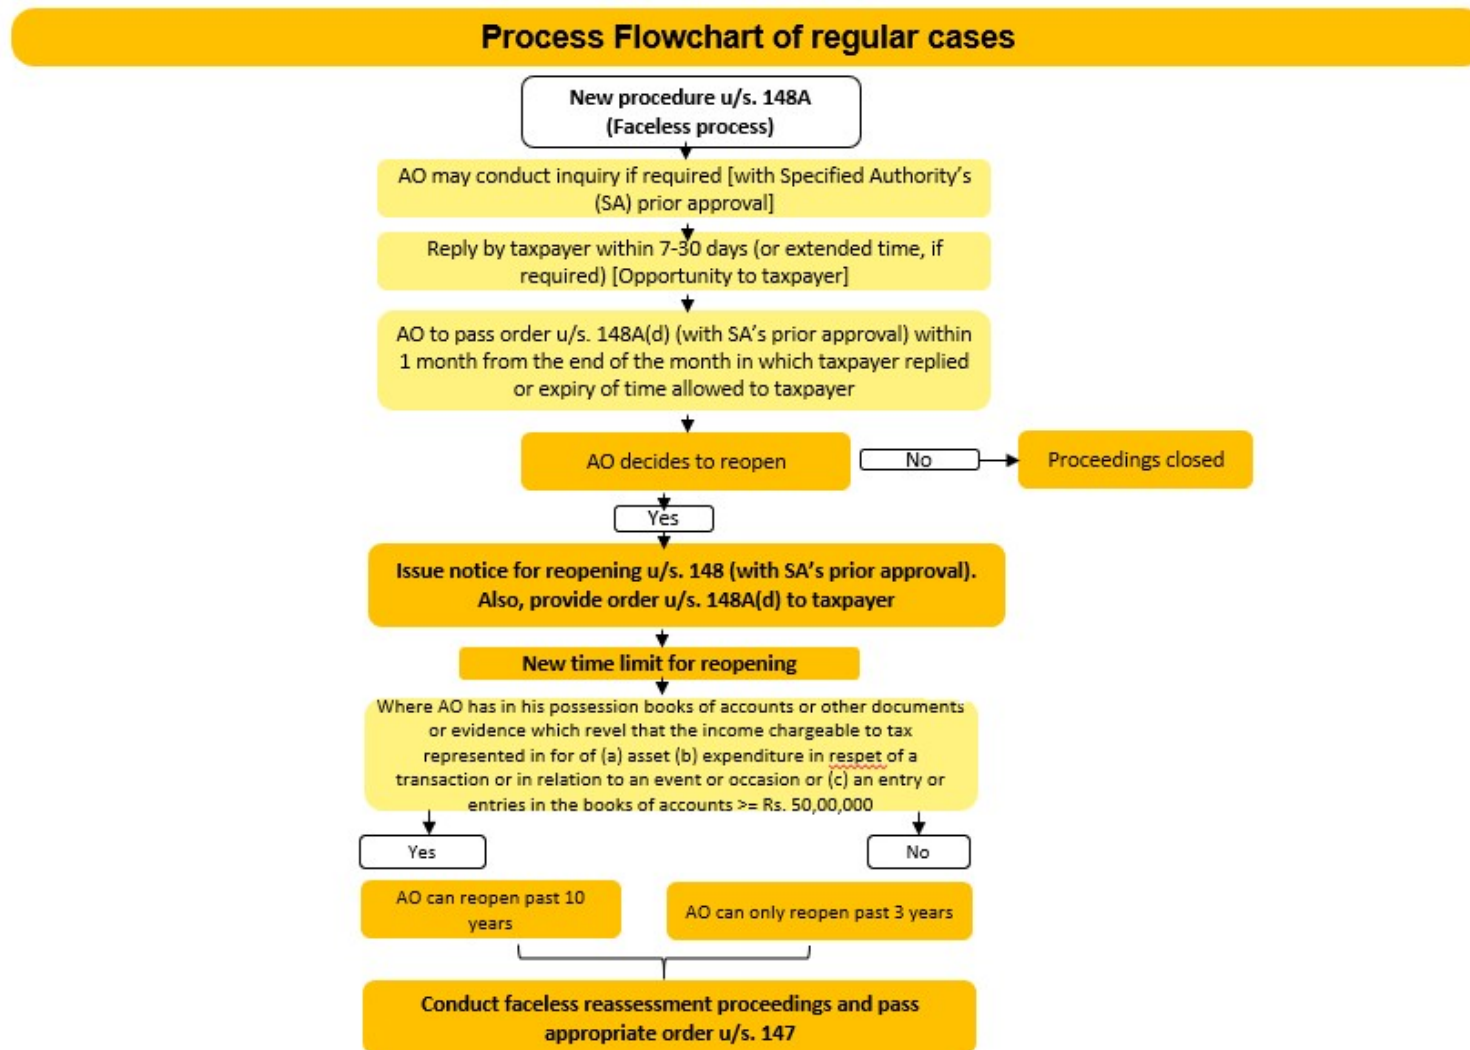 Process Flowchart of regular cases
New procedure u/s. 148A
(Faceless process)
AO may conduct inquiry if required [with Specified Authority's
(SA) prior approval]
Reply by taxpayer within 7-30 days (or extended time, if
required) [Opportunity to taxpayer]
AO to pass order u/s. 148A(d) (with SA's prior approval) within
1 month from the end of the month in which taxpayer replied
or expiry of time allowed to taxpayer
AO decides to reopen
No
Proceedings closed
Yes
Issue notice for reopening u/s. 148 (with SA's prior approval).
Also, provide order u/s. 148A(d) to taxpayer
New time limit for reopening
Where AO has in his possession books of accounts or other documents
or evidence which revel that the income chargeable to tax
represented in for of (a) asset (b) expenditure in respet of a
transaction or in relation to an event or occasion or (c) an entry or
entries in the books of accounts >= Rs. 50,00,000
Yes
No
AO can reopen past 10
years
AO can only reopen past 3 years
Conduct faceless reassessment proceedings and pass
appropriate order u/s. 147